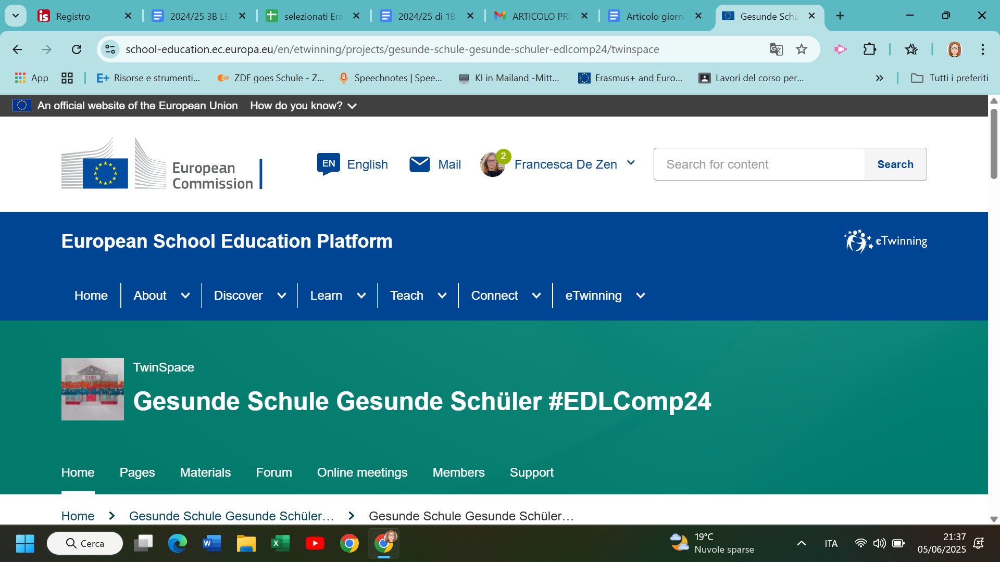 Registro
2024/25 3B LE
selezionati Era
2024/25 di 1B
ARTICOLO PR
Articolo giorn
Gesunde Schu
school-education.ec.europa.eu/en/etwinning/projects/gesunde-schule-gesunde-schuler-edlcomp24/twinspace
App
E+ Risorse e strumenti...
ZDF goes Schule - Z...
Speechnotes | Spee...
KI in Mailand -Mitt...
Erasmus+ and Euro...
Lavori del corso per...
Tutti i preferiti
An official website of the European Union How do you know?
European
Commission
EN English
Mail
2
Francesca De Zen
Search for content
Search
European School Education Platform
eTwinning
Home
About
Discover
Learn
Teach
Connect
eTwinning
TwinSpace
Gesunde Schule Gesunde Schüler #EDLComp24
Home
Pages
Materials
Forum
Online meetings
Members
Support
Home
Gesunde Schule Gesunde Schüler…
Gesunde Schule Gesunde Schüler…
Cerca
19°C
Nuvole sparse
ITA
21:37
05/06/2025